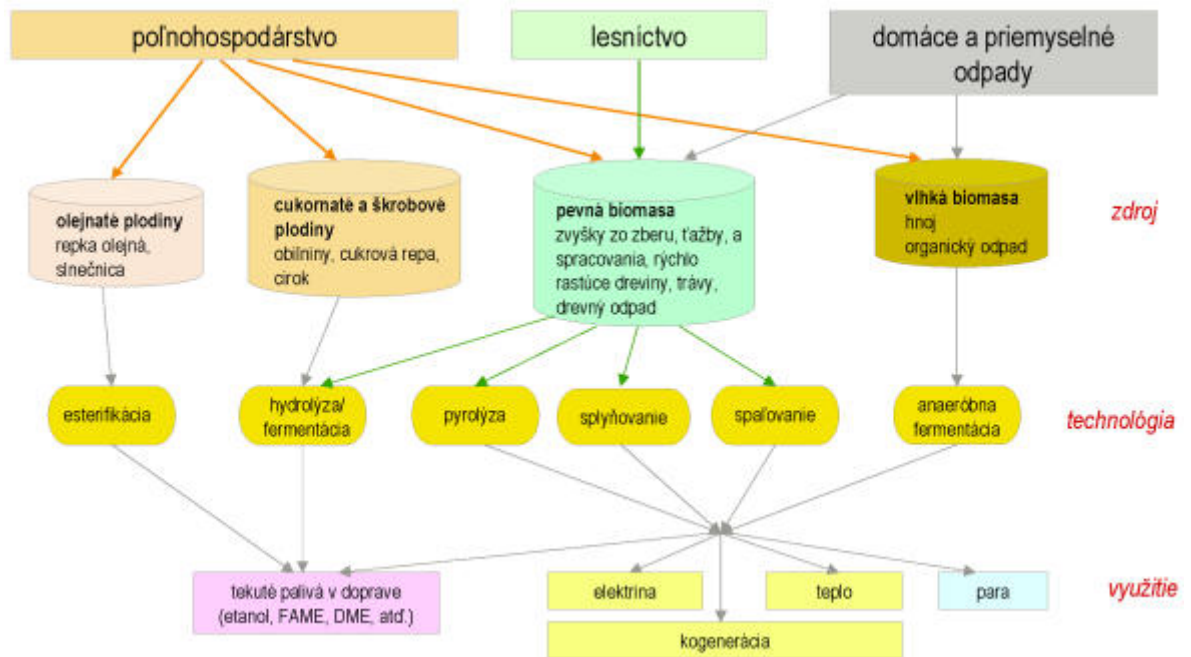 poľnohospodárstvo
lesníctvo
domáce a priemyselné
odpady
olejnaté plodiny
repka olejná,
slnečnica
cukornaté a škrobové
plodiny
obilniny, cukrová repa,
cirok
pevná biomasa
zvyšky zo zberu, ťažby, a
spracovania, rýchlo
rastúce dreviny, trávy,
drevný odpad
vlhká biomasa
hnoj
organický odpad
zdroj
esterifikácia
hydrolýza/
fermentácia
pyrolýza
splyňovanie
spaľovanie
anaeróbna
fermentácia
technológia
tekuté palivá v doprave
(etanol, FAME, DME, atď.)
elektrina
teplo
para
využitie
kogenerácia